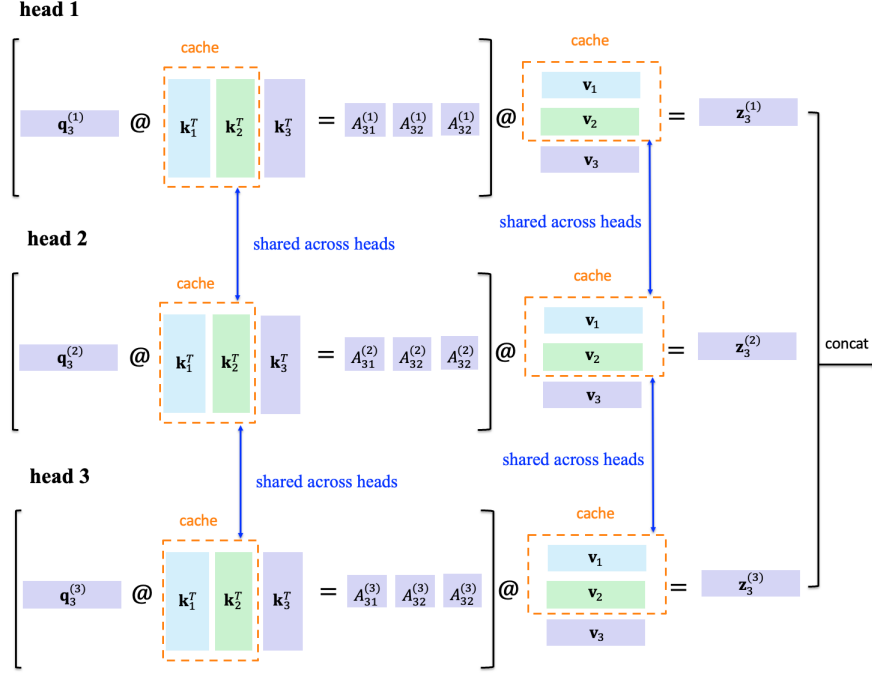 head 1
cache
cache
q₃⁽¹⁾ @ k₁ᵀ k₂ᵀ k₃ᵀ = A₃₁⁽¹⁾ A₃₂⁽¹⁾ A₃₂⁽¹⁾ @ v₁ v₂ v₃ = z₃⁽¹⁾
shared across heads
shared across heads
head 2
cache
cache
q₃⁽²⁾ @ k₁ᵀ k₂ᵀ k₃ᵀ = A₃₁⁽²⁾ A₃₂⁽²⁾ A₃₂⁽²⁾ @ v₁ v₂ v₃ = z₃⁽²⁾
concat
shared across heads
shared across heads
head 3
cache
cache
q₃⁽³⁾ @ k₁ᵀ k₂ᵀ k₃ᵀ = A₃₁⁽³⁾ A₃₂⁽³⁾ A₃₂⁽³⁾ @ v₁ v₂ v₃ = z₃⁽³⁾